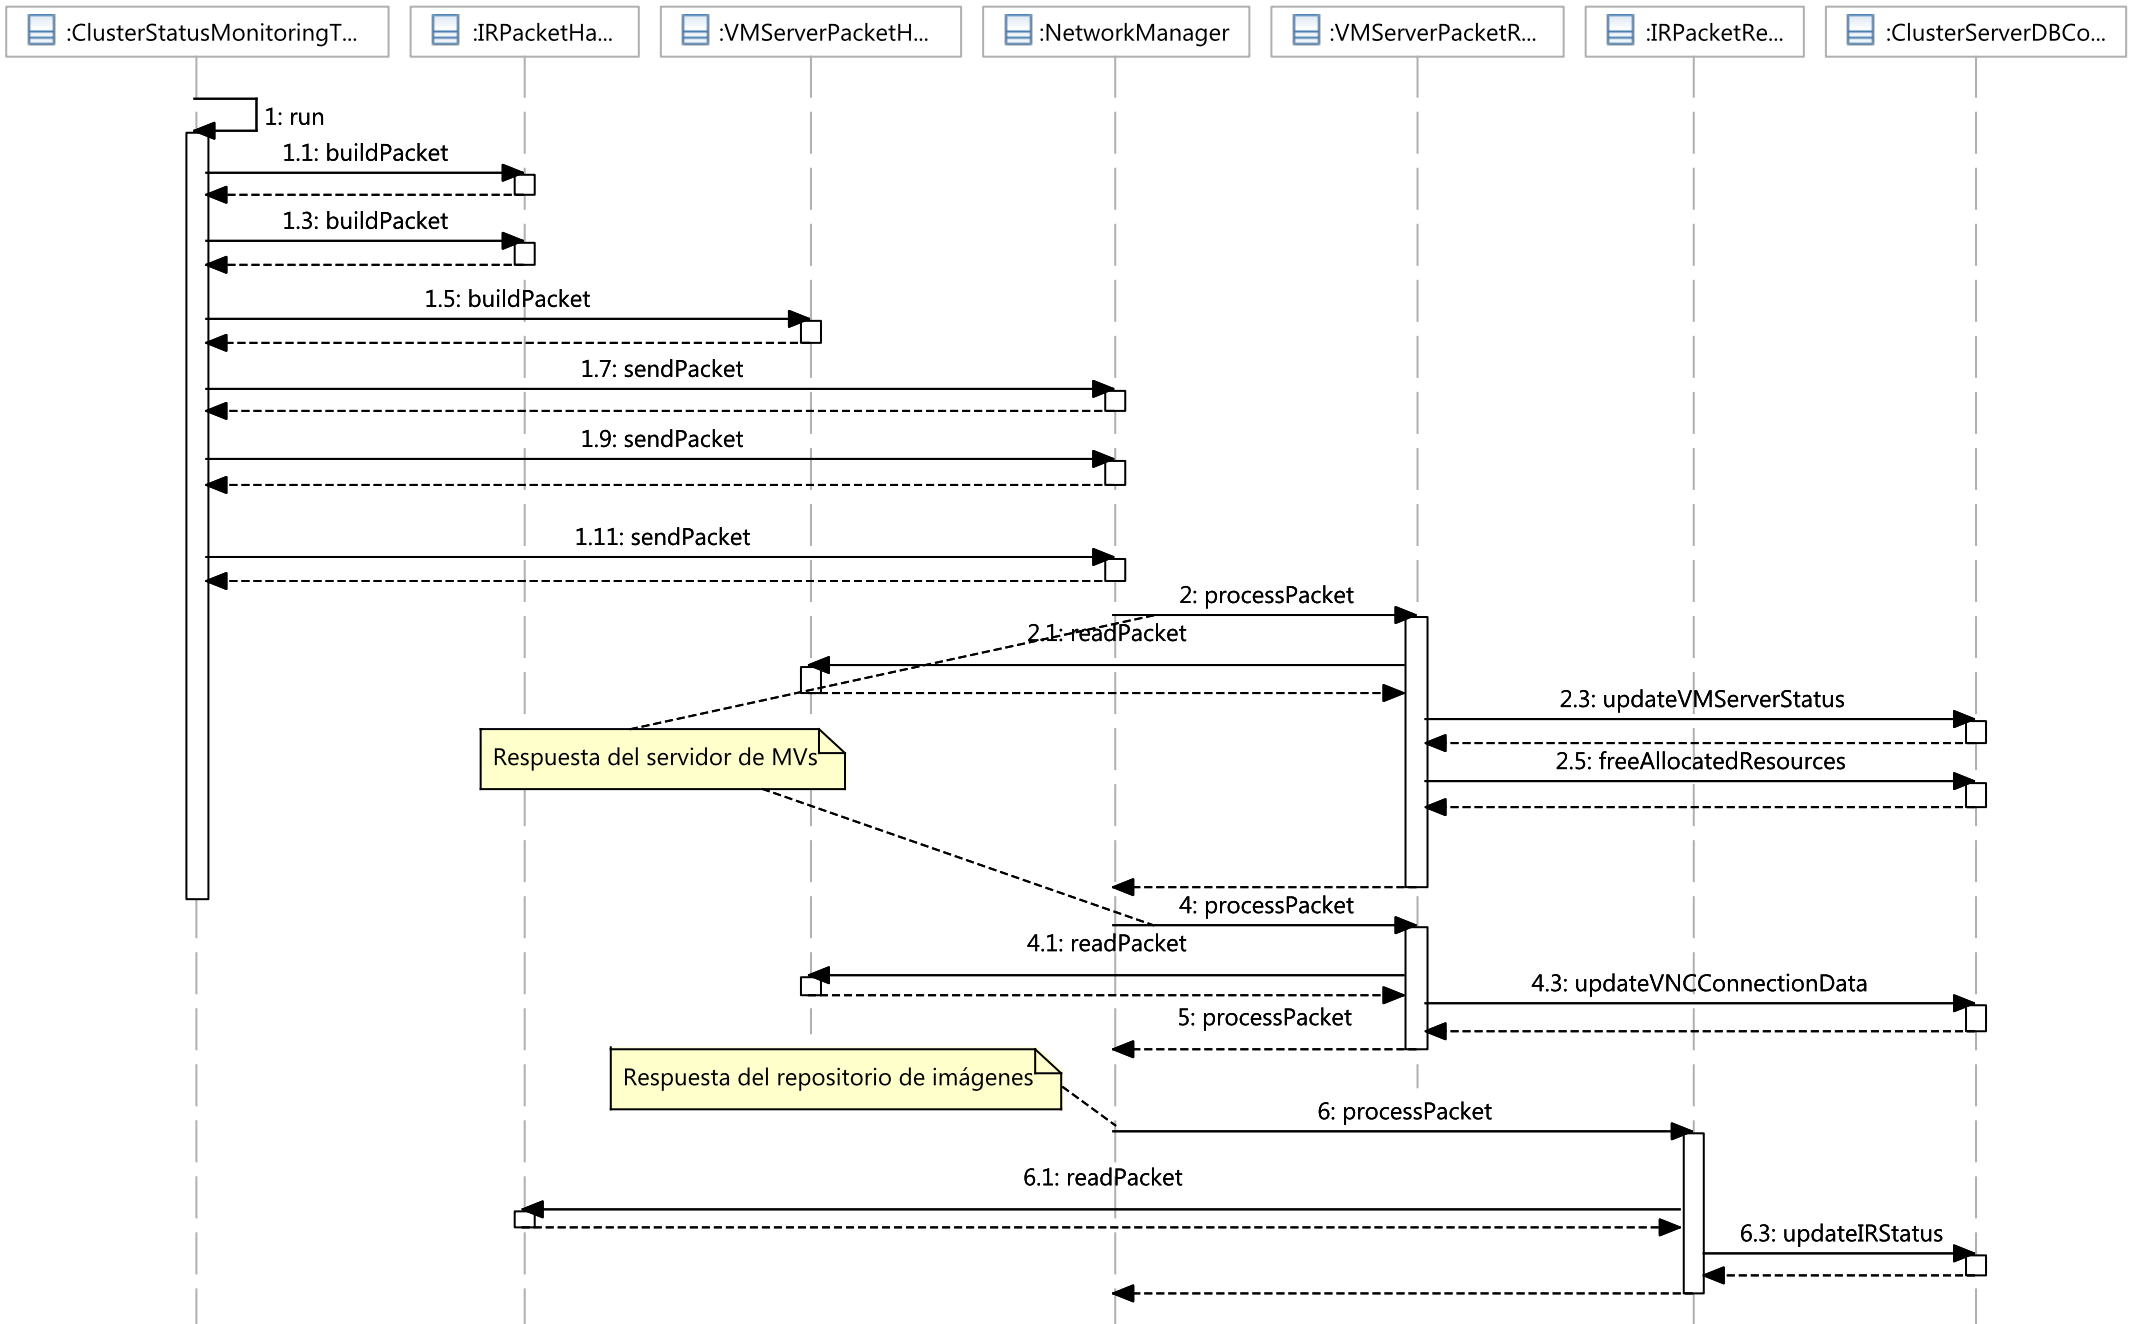 :ClusterStatusMonitoringT...
:IRPacketHa...
:VMServerPacketH...
:NetworkManager
:VMServerPacketR...
:IRPacketRe...
:ClusterServerDBCo...
1: run
1.1: buildPacket
1.3: buildPacket
1.5: buildPacket
1.7: sendPacket
1.9: sendPacket
1.11: sendPacket
2: processPacket
2.1: readPacket
2.3: updateVMServerStatus
Respuesta del servidor de MVs
2.5: freeAllocatedResources
4: processPacket
4.1: readPacket
4.3: updateVNCConnectionData
5: processPacket
Respuesta del repositorio de imágenes
6: processPacket
6.1: readPacket
6.3: updateIRStatus